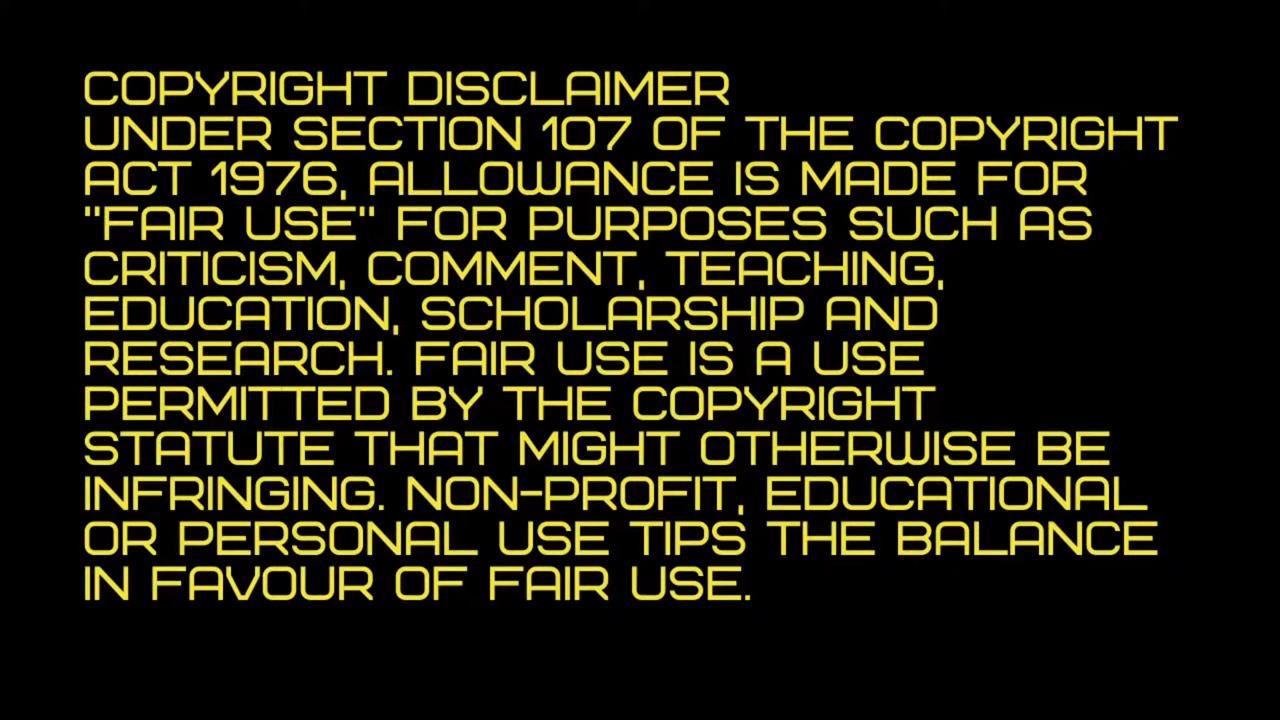 COPYRIGHT DISCLAIMER
UNDER SECTION 107 OF THE COPYRIGHT
ACT 1976, ALLOWANCE IS MADE FOR
"FAIR USE" FOR PURPOSES SUCH AS
CRITICISM, COMMENT, TEACHING,
EDUCATION, SCHOLARSHIP AND
RESEARCH. FAIR USE IS A USE
PERMITTED BY THE COPYRIGHT
STATUTE THAT MIGHT OTHERWISE BE
INFRINGING. NON-PROFIT, EDUCATIONAL
OR PERSONAL USE TIPS THE BALANCE
IN FAVOUR OF FAIR USE.